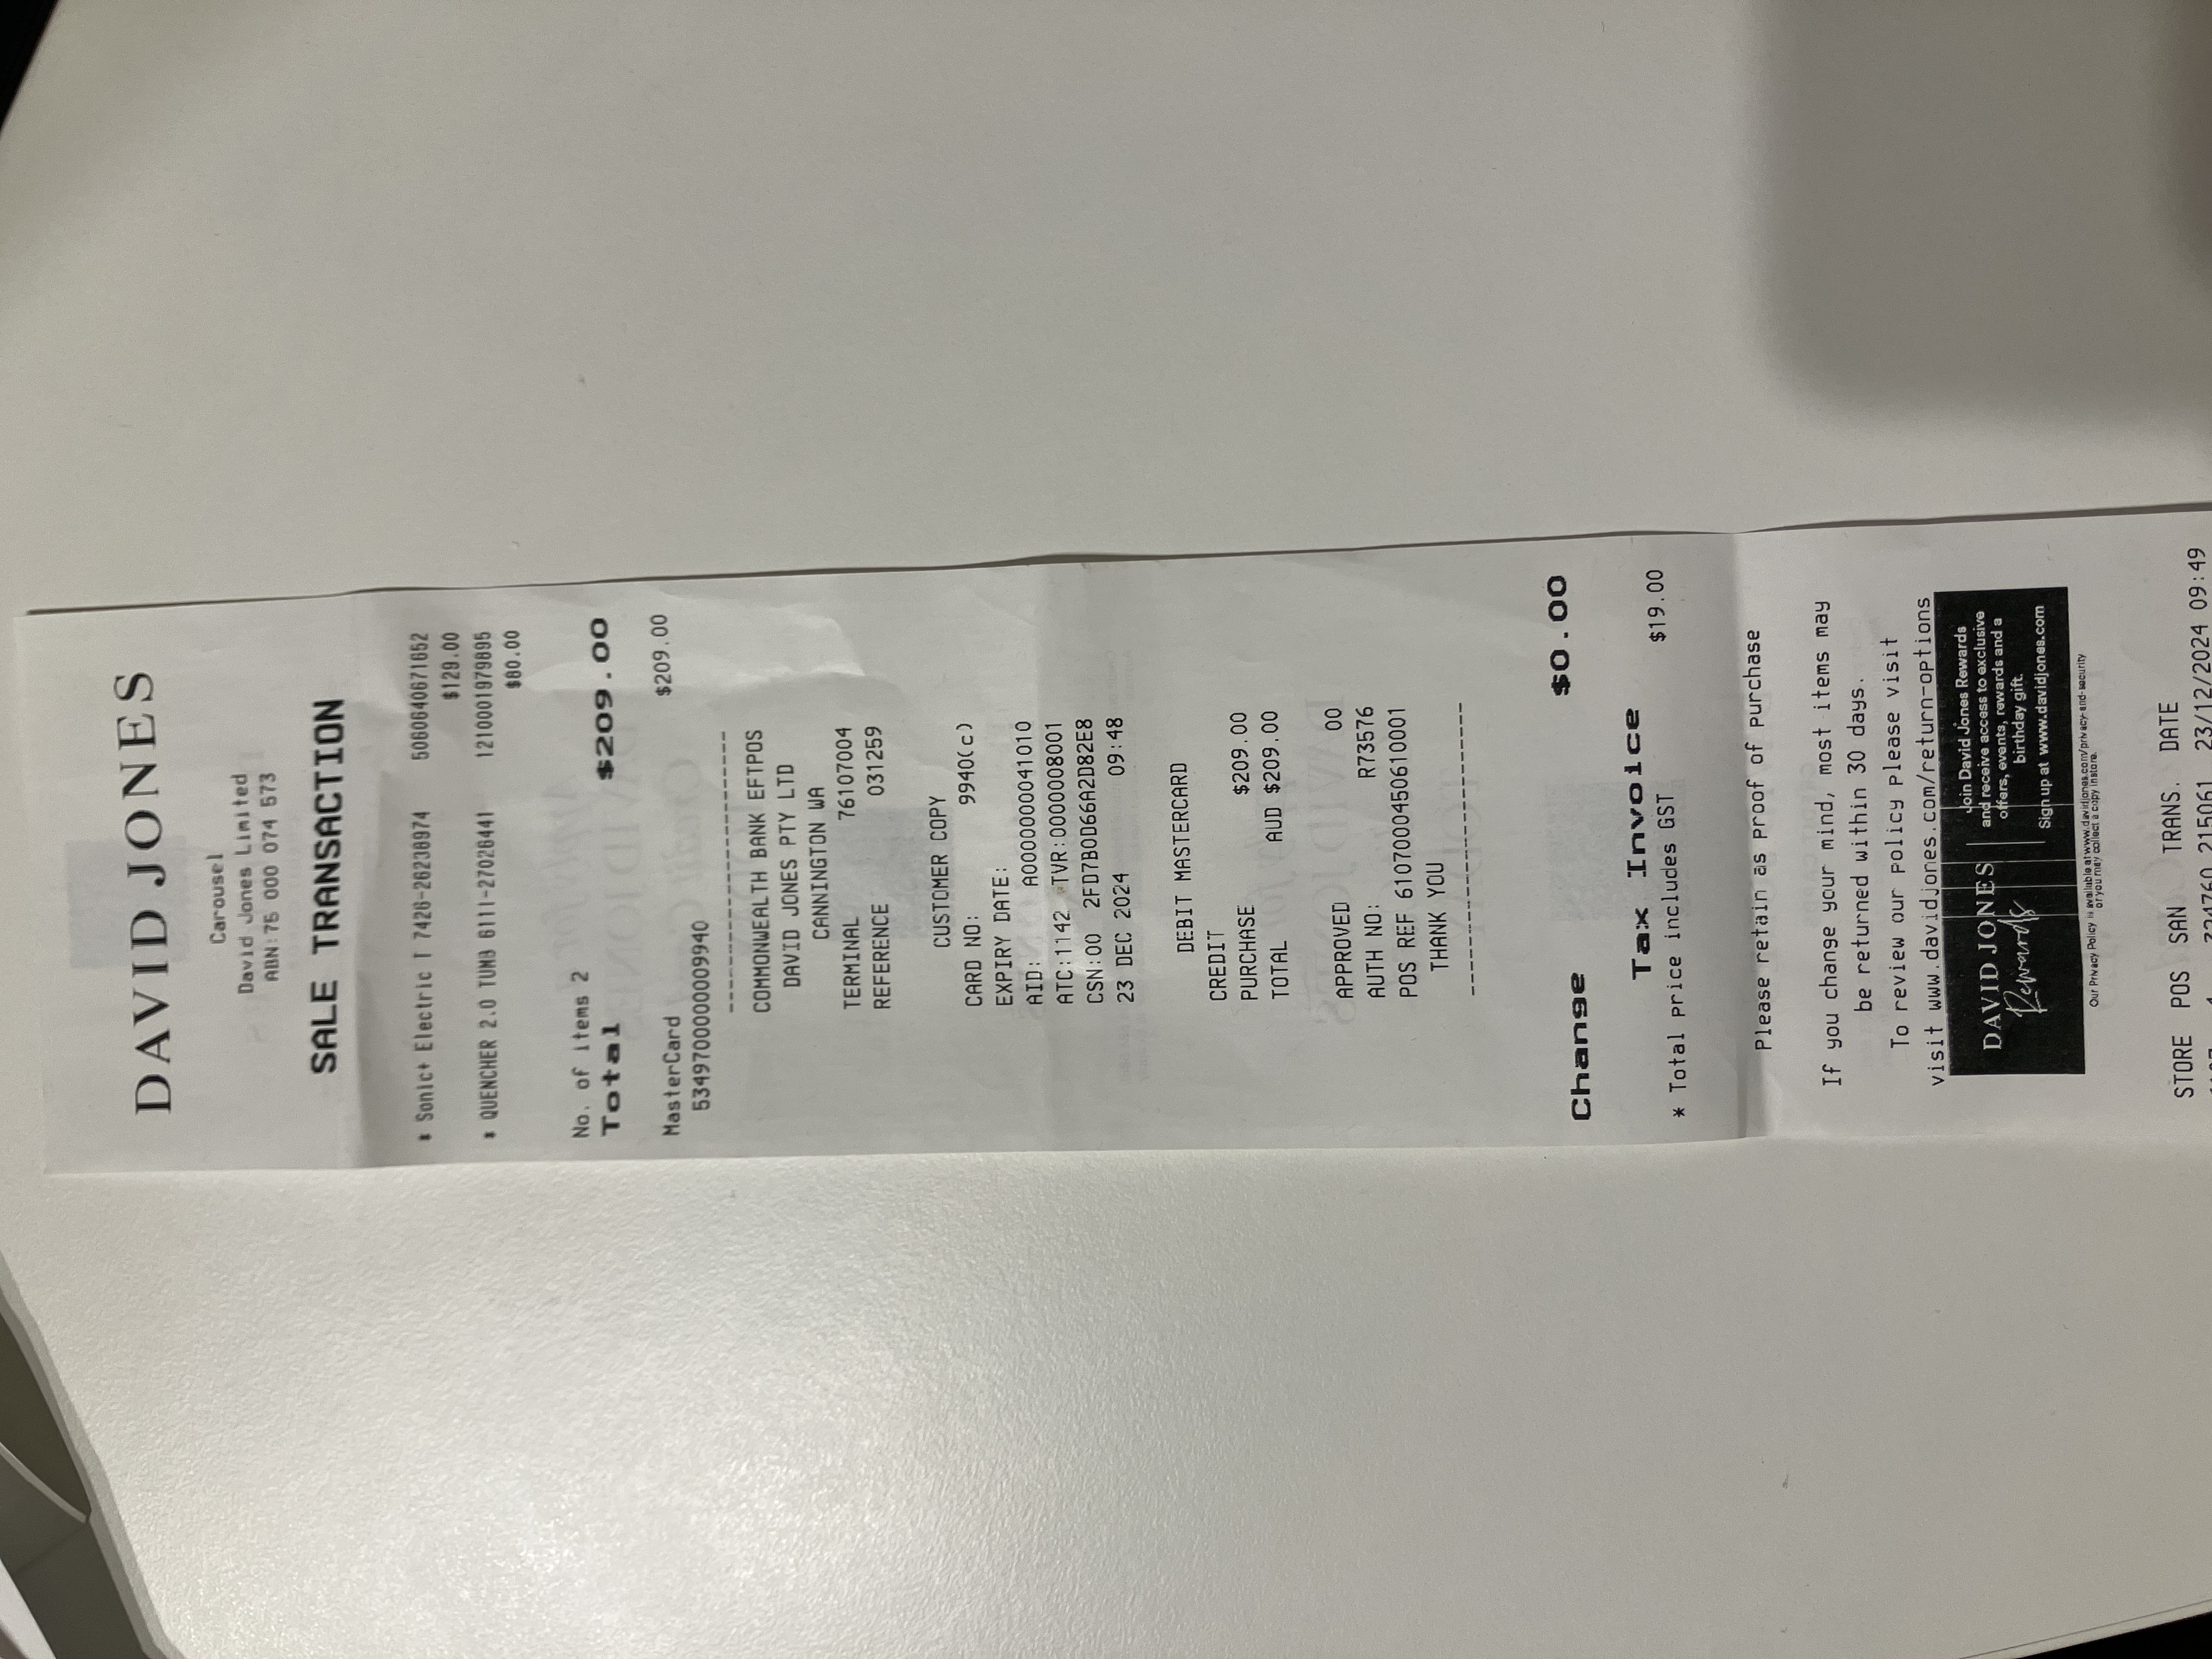 DAVID JONES
Carousel
David Jones Limited
ABN:75 000 074 573
SALE TRANSACTION
* Sonic+ Electric T 7426-26238974 5060640671652
$129.00
* QUENCHER 2.0 TUMB 6111-27026441 1210001979895
$80.00
No. of items 2
Total $209.00
MasterCard $209.00
5349700000009940
------------------------
COMMONWEALTH BANK EFTPOS
DAVID JONES PTY LTD
CANNINGTON WA
TERMINAL 76107004
REFERENCE 031259
CUSTOMER COPY
CARD NO: 9940(c)
EXPIRY DATE:
AID: A0000000041010
ATC:1142 TVR:0000008001
CSN:00 2FD7B0D66A2D82E8
23 DEC 2024 09:48
DEBIT MASTERCARD
CREDIT
PURCHASE $209.00
TOTAL AUD $209.00
APPROVED 00
AUTH NO: R73576
POS REF 6107000450610001
THANK YOU
------------------------
Change $0.00
Tax Invoice
* Total price includes GST $19.00
Please retain as proof of purchase
If you change your mind, most items may
be returned within 30 days.
To review our policy please visit
visit www.davidjones.com/return-options
DAVID JONES
Rewards
Join David Jones Rewards
and receive access to exclusive
offers, events, rewards and a
birthday gift.
Sign up at www.davidjones.com
Our Privacy Policy is available at www.davidjones.com/privacy-and-security
or you may collect a copy instore.
STORE POS SAN TRANS. DATE
215061 23/12/2024 09:49